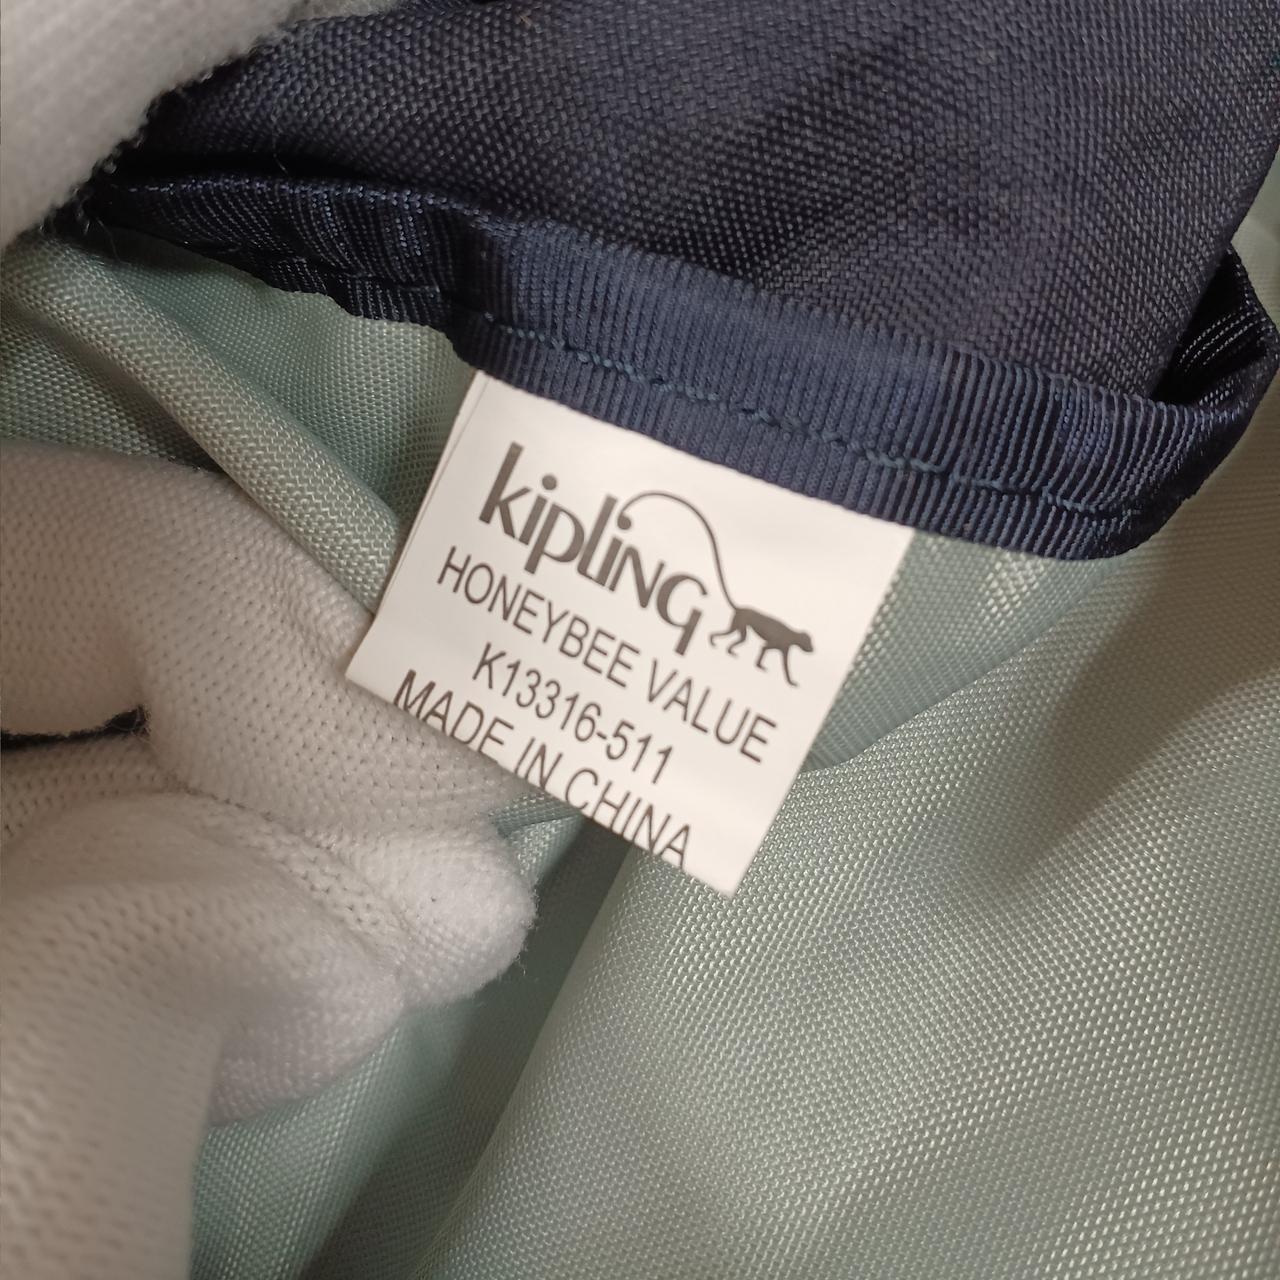 kipling
HONEYBEE VALUE
K13316-511
MADE IN CHINA